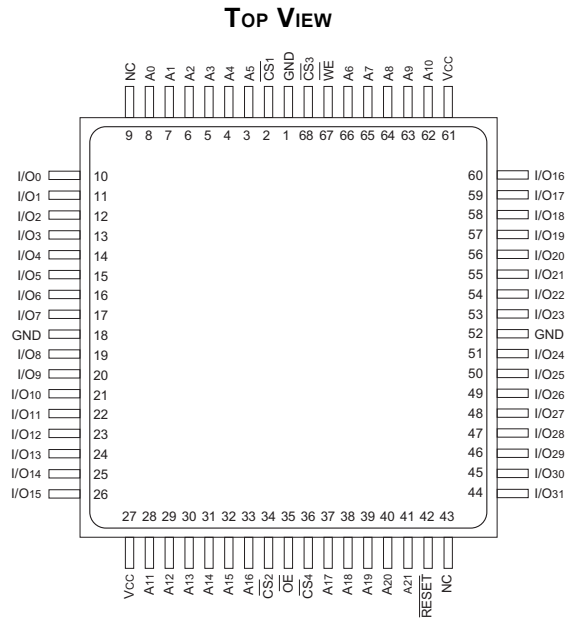 TOP VIEW
NC A0 A1 A2 A3 A4 A5 CS1 GND CS3 WE A6 A7 A8 A9 A10 VCC
9 8 7 6 5 4 3 2 1 68 67 66 65 64 63 62 61
I/O0 10 60 I/O16
I/O1 11 59 I/O17
I/O2 12 58 I/O18
I/O3 13 57 I/O19
I/O4 14 56 I/O20
I/O5 15 55 I/O21
I/O6 16 54 I/O22
I/O7 17 53 I/O23
GND 18 52 GND
I/O8 19 51 I/O24
I/O9 20 50 I/O25
I/O10 21 49 I/O26
I/O11 22 48 I/O27
I/O12 23 47 I/O28
I/O13 24 46 I/O29
I/O14 25 45 I/O30
I/O15 26 44 I/O31
27 28 29 30 31 32 33 34 35 36 37 38 39 40 41 42 43
VCC A11 A12 A13 A14 A15 A16 CS2 OE CS4 A17 A18 A19 A20 A21 RESET NC